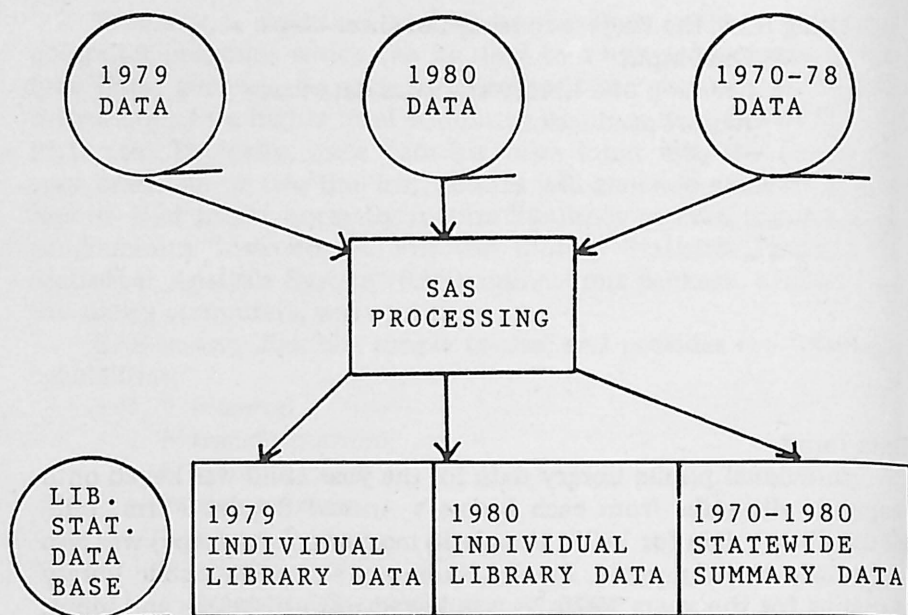 1979
DATA
1980
DATA
1970-78
DATA
SAS
PROCESSING
LIB.
STAT.
DATA
BASE
1979
INDIVIDUAL
LIBRARY DATA
1980
INDIVIDUAL
LIBRARY DATA
1970-1980
STATEWIDE
SUMMARY DATA